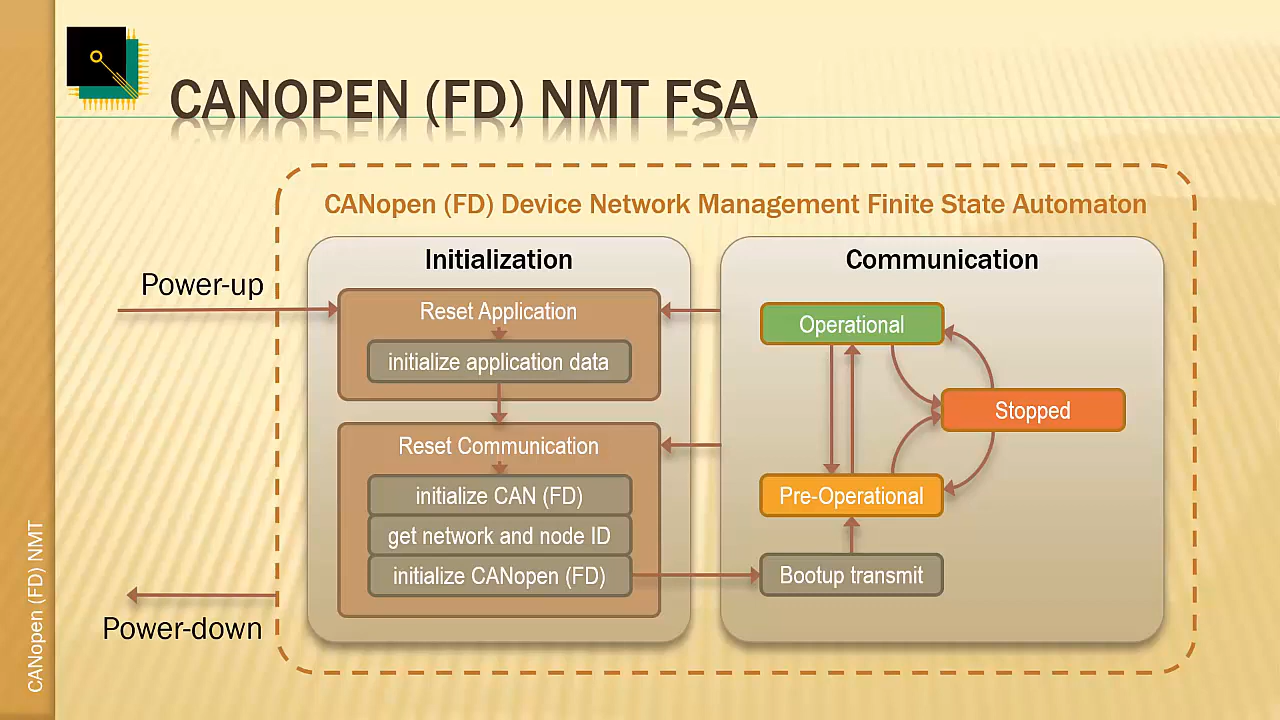 CANOPEN (FD) NMT FSA
CANopen (FD) Device Network Management Finite State Automaton
Power-up
Initialization
Reset Application
initialize application data
Reset Communication
initialize CAN (FD)
get network and node ID
initialize CANopen (FD)
Communication
Operational
Stopped
Pre-Operational
Bootup transmit
Power-down
CANopen (FD) NMT